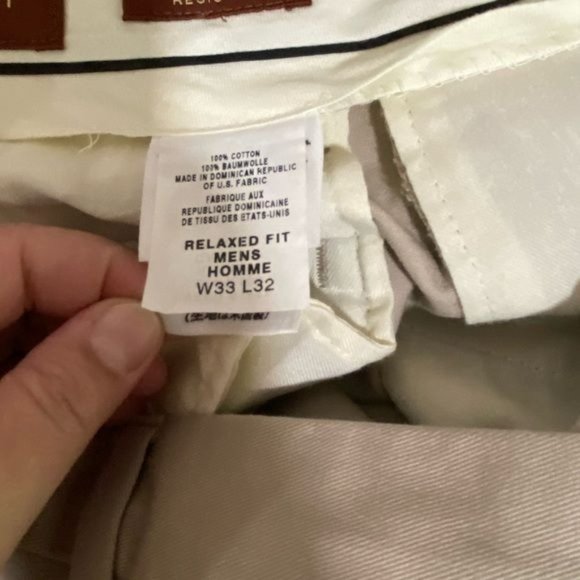 100% COTTON
100% BAUMWOLLE
MADE IN DOMINICAN REPUBLIC
OF U.S. FABRIC
FABRIQUE AUX
REPUBLIQUE DOMINICAINE
DE TISSU DES ETATS-UNIS
RELAXED FIT
MENS
HOMME
W33 L32